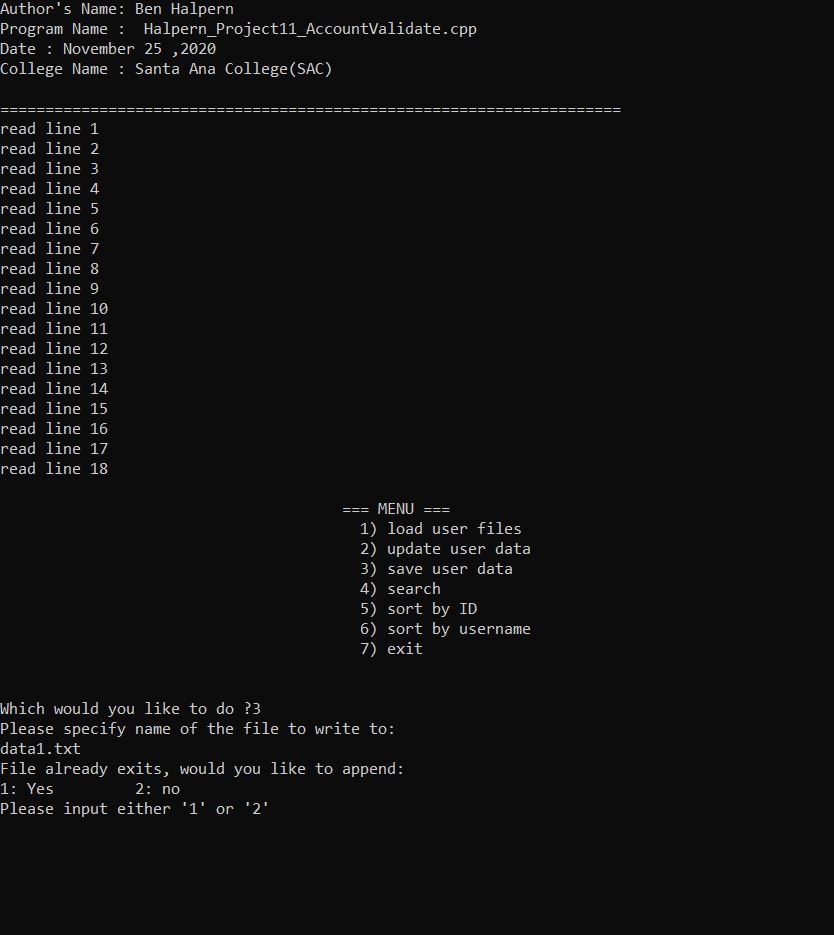 Author's Name: Ben Halpern
Program Name :  Halpern_Project11_AccountValidate.cpp
Date : November 25 ,2020
College Name : Santa Ana College(SAC)
=====================================================================
read line 1
read line 2
read line 3
read line 4
read line 5
read line 6
read line 7
read line 8
read line 9
read line 10
read line 11
read line 12
read line 13
read line 14
read line 15
read line 16
read line 17
read line 18
=== MENU ===
1) load user files
2) update user data
3) save user data
4) search
5) sort by ID
6) sort by username
7) exit
Which would you like to do ?3
Please specify name of the file to write to:
data1.txt
File already exits, would you like to append:
1: Yes         2: no
Please input either '1' or '2'